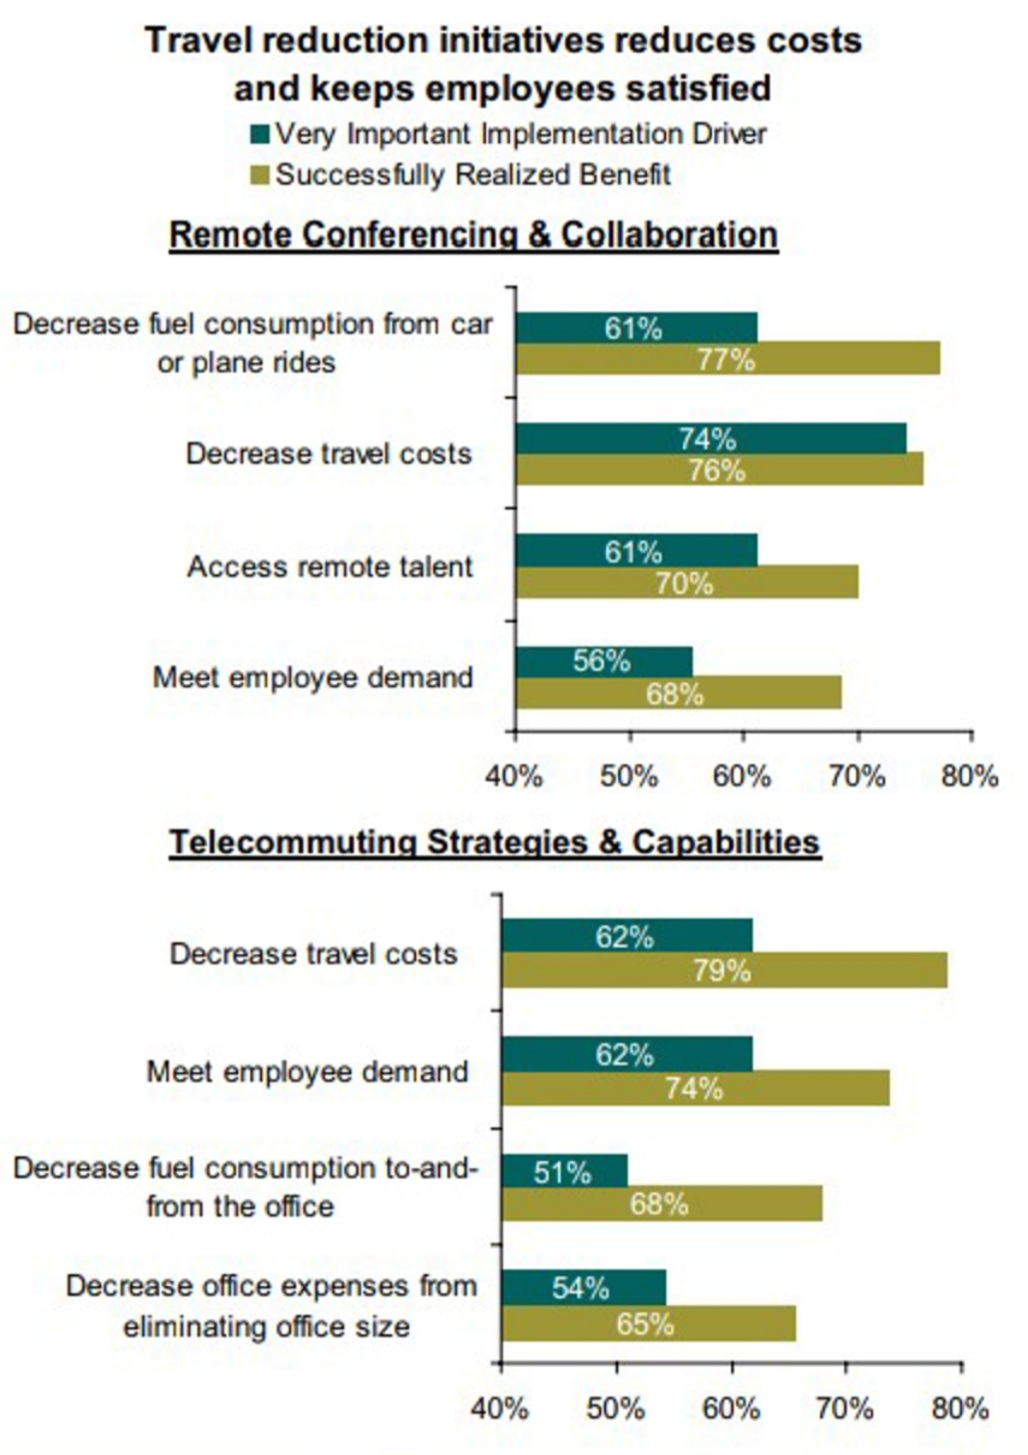 Travel reduction initiatives reduces costs
and keeps employees satisfied
Very Important Implementation Driver
Successfully Realized Benefit
Remote Conferencing & Collaboration
Decrease fuel consumption from car
or plane rides
61%
77%
Decrease travel costs
74%
76%
Access remote talent
61%
70%
Meet employee demand
56%
68%
40% 50% 60% 70% 80%
Telecommuting Strategies & Capabilities
Decrease travel costs
62%
79%
Meet employee demand
62%
74%
Decrease fuel consumption to-and-
from the office
51%
68%
Decrease office expenses from
eliminating office size
54%
65%
40% 50% 60% 70% 80%